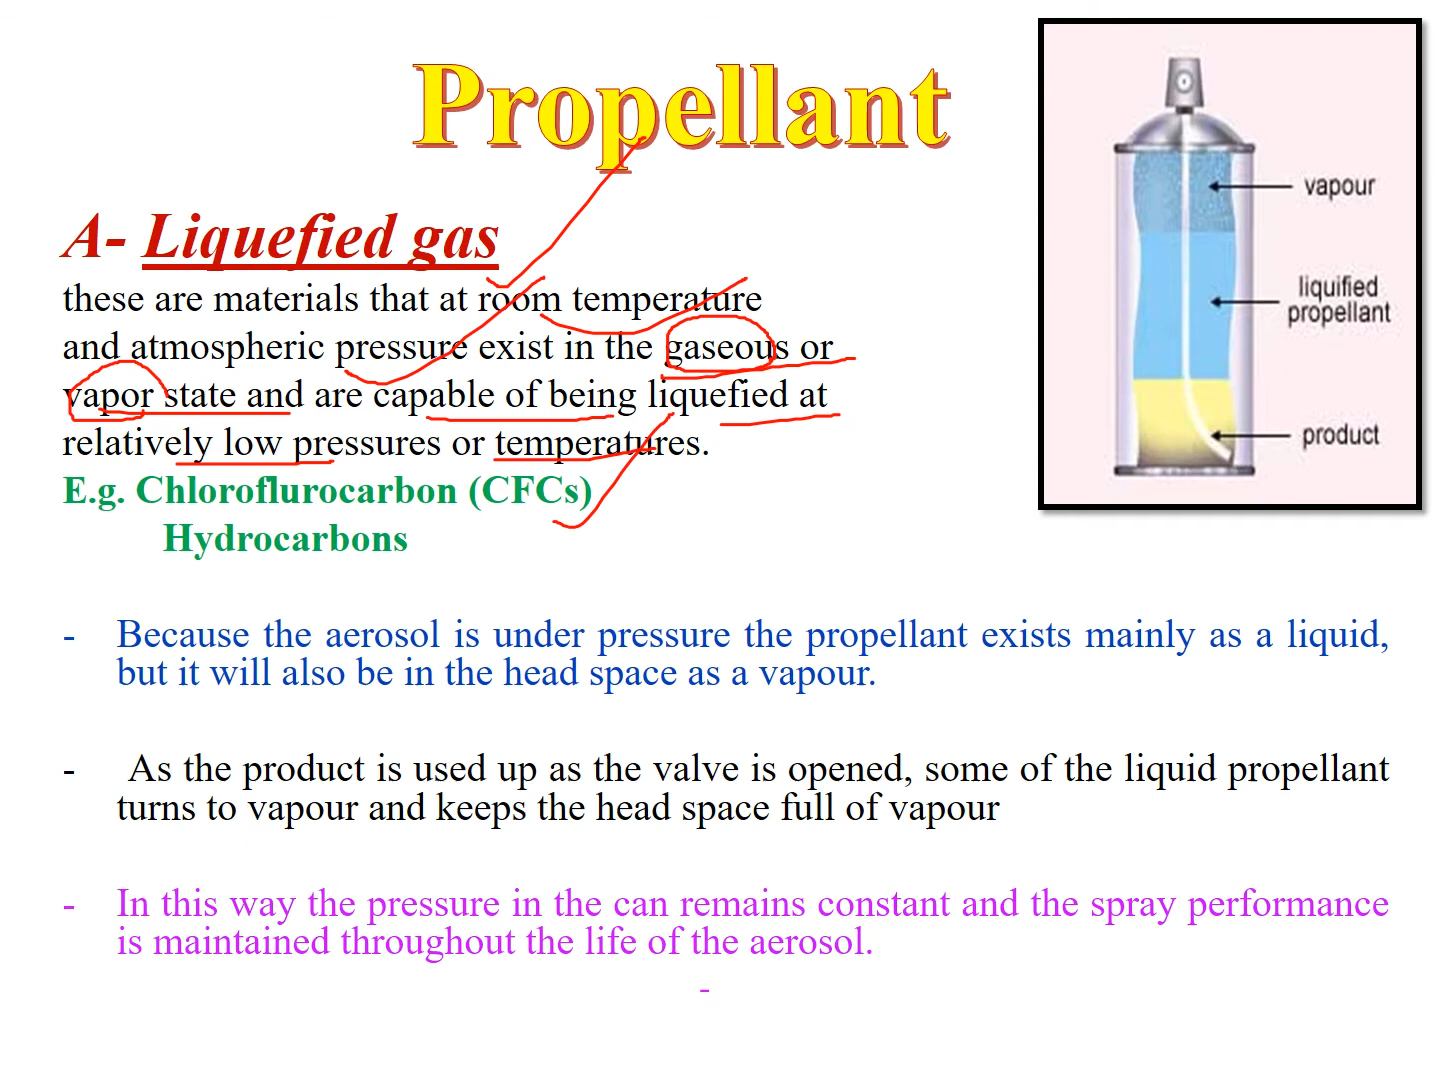 Propellant
A- Liquefied gas
these are materials that at room temperature
and atmospheric pressure exist in the gaseous or
vapor state and are capable of being liquefied at
relatively low pressures or temperatures.
E.g. Chloroflurocarbon (CFCs)
Hydrocarbons
vapour
liquified
propellant
product
- Because the aerosol is under pressure the propellant exists mainly as a liquid,
but it will also be in the head space as a vapour.
- As the product is used up as the valve is opened, some of the liquid propellant
turns to vapour and keeps the head space full of vapour
- In this way the pressure in the can remains constant and the spray performance
is maintained throughout the life of the aerosol.
-